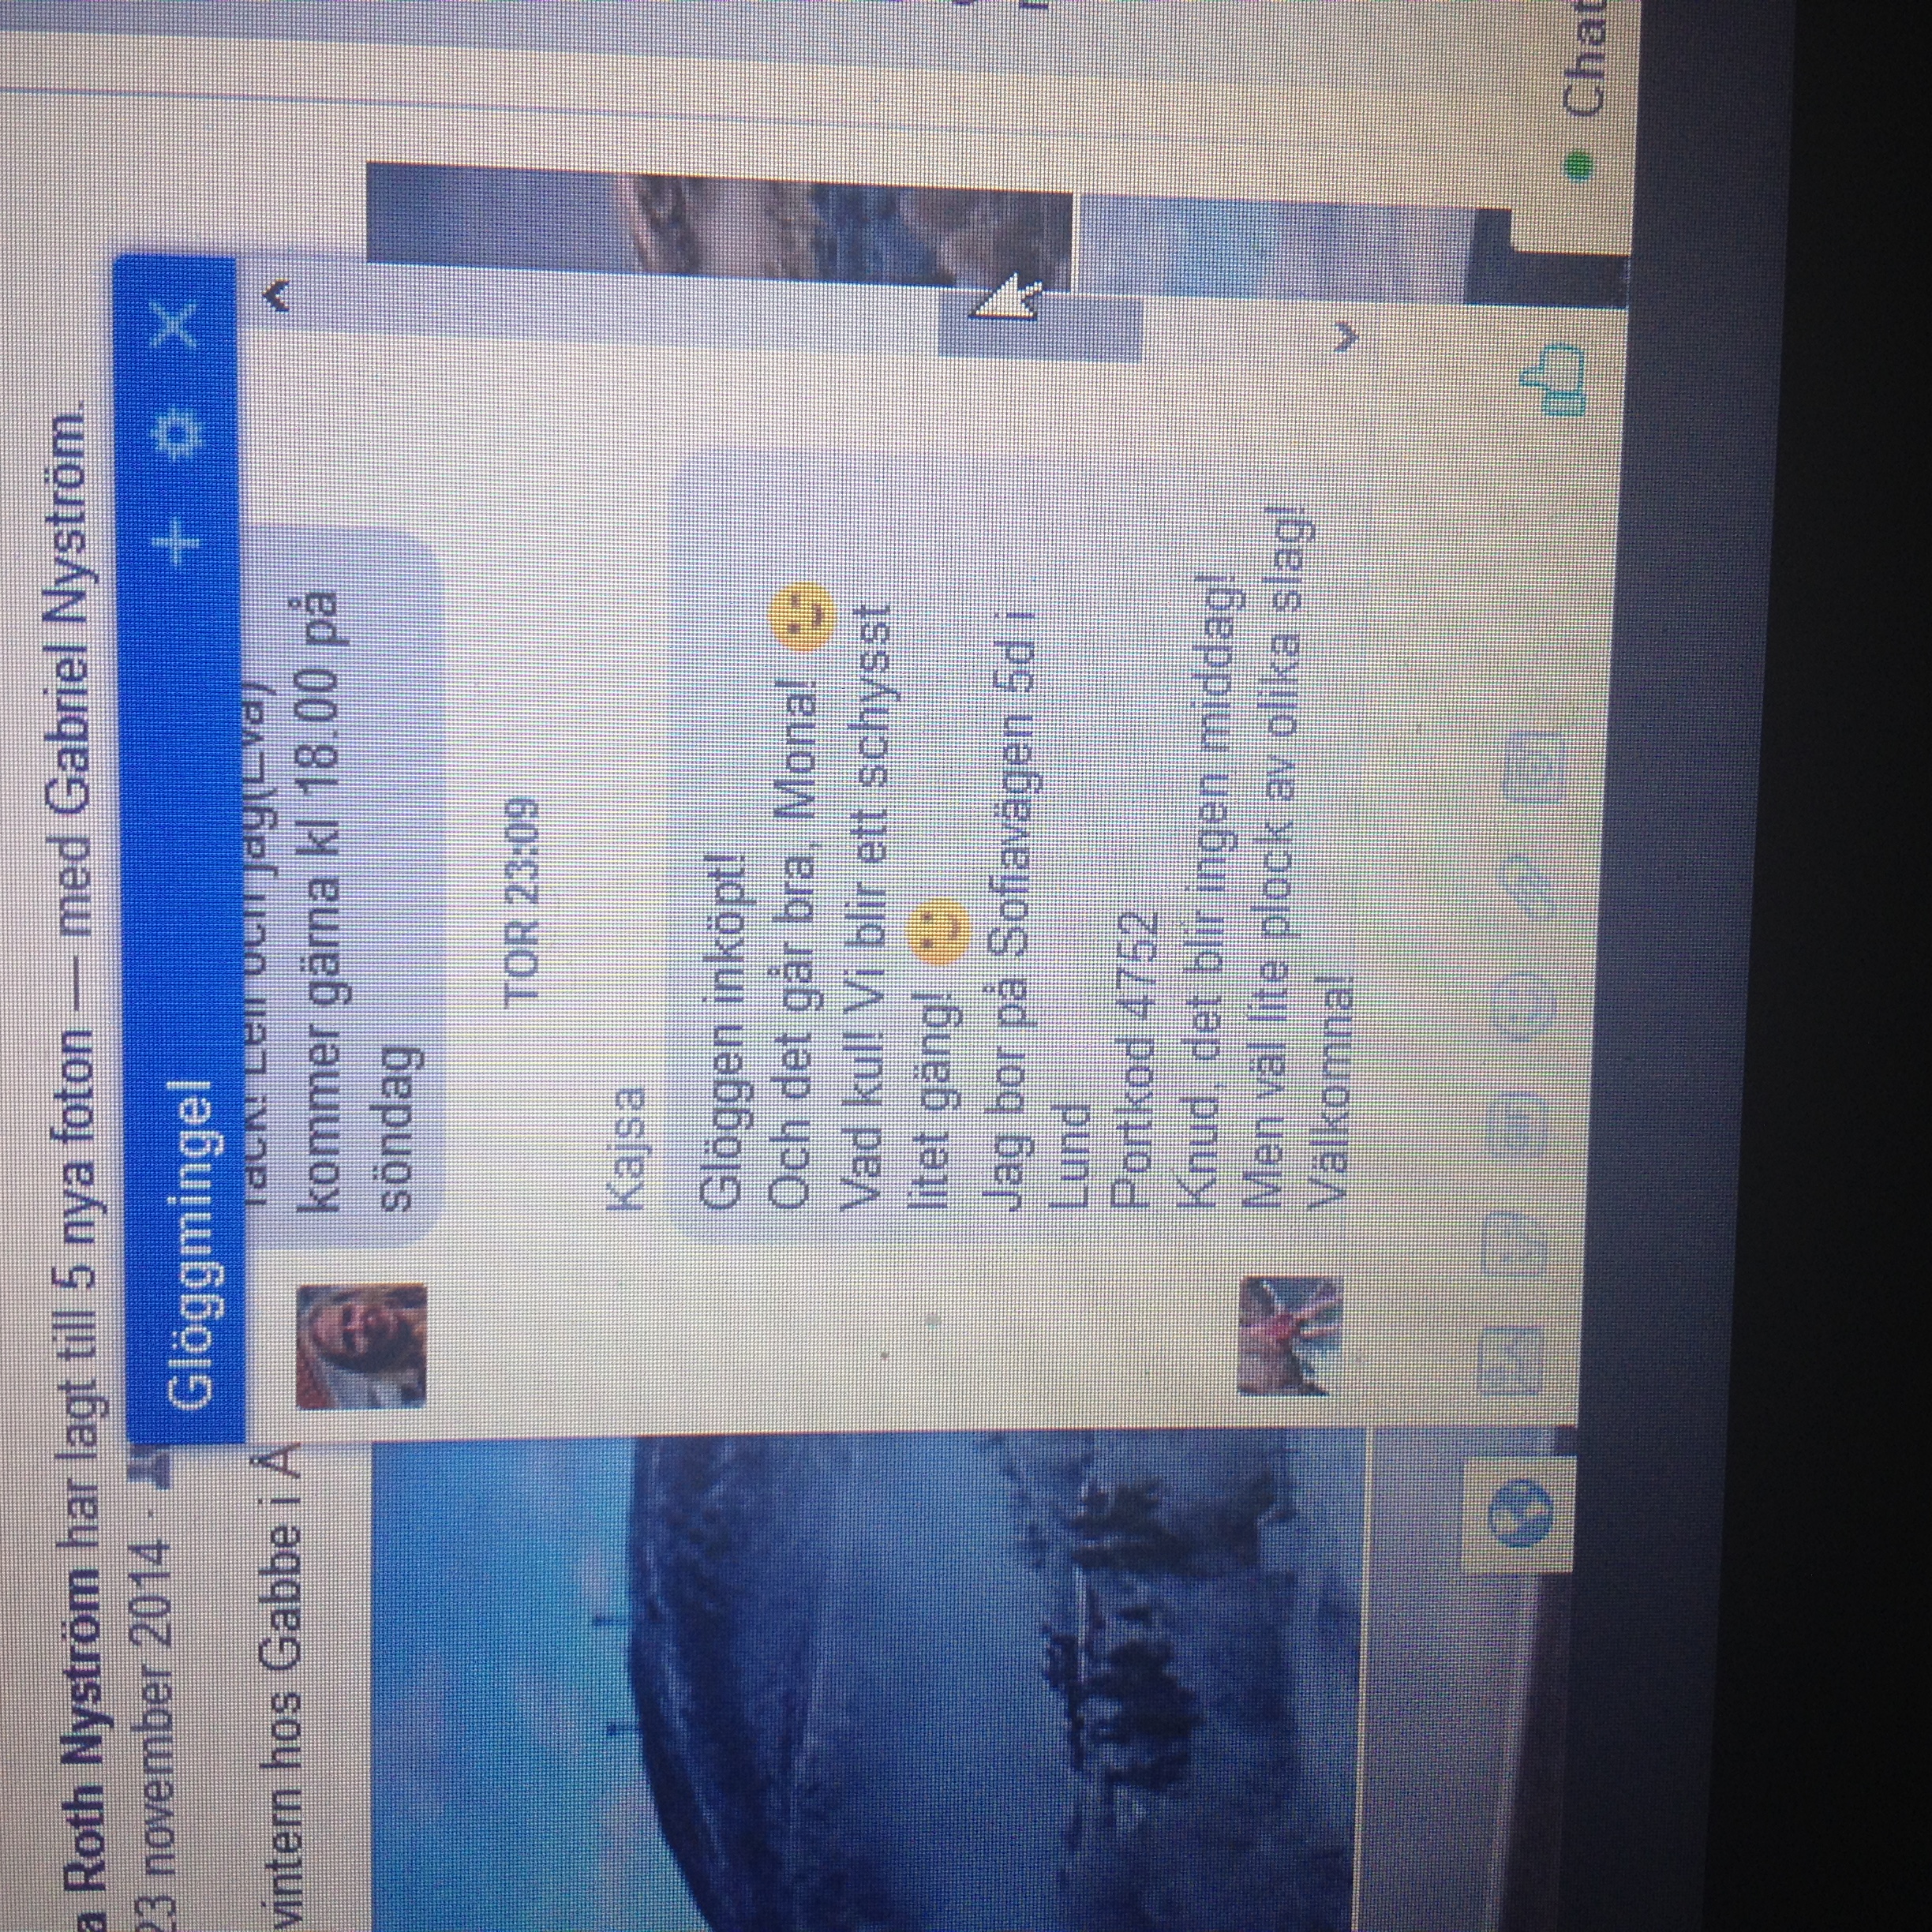 a Roth Nyström har lagt till 5 nya foton — med Gabriel Nyström.
23 november 2014 ·
vintern hos Gabbe i Å
Glöggmingel
Tack! Leif och jag(Eva)
kommer gärna kl 18.00 på
söndag
TOR 23:09
Kajsa
Glöggen inköpt!
Och det går bra, Mona! 😉
Vad kul! Vi blir ett schysst
litet gäng! 🙂
Jag bor på Sofiavägen 5d i
Lund
Portkod 4752
Knud, det blir ingen middag!
Men väl lite plock av olika slag!
Välkomna!
Chat